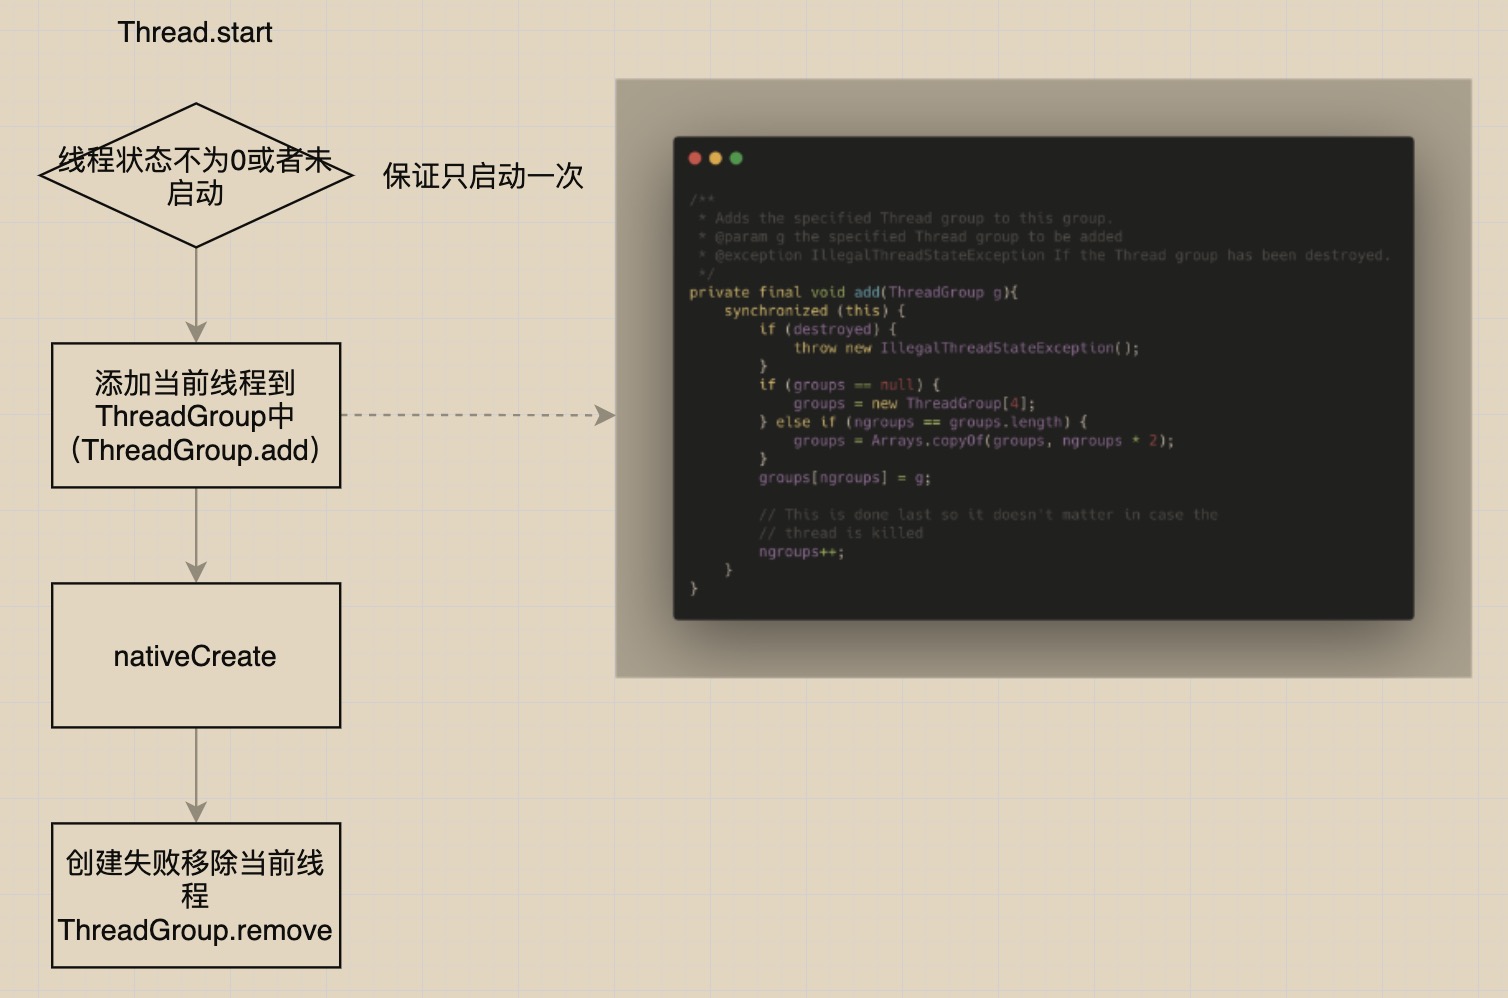 Thread.start
线程状态不为0或者未
启动
保证只启动一次
添加当前线程到
ThreadGroup中
（ThreadGroup.add）
nativeCreate
创建失败移除当前线
程
ThreadGroup.remove
/**
 * Adds the specified Thread group to this group.
 * @param g the specified Thread group to be added
 * @exception IllegalThreadStateException If the Thread group has been destroyed.
 */
private final void add(ThreadGroup g){
    synchronized (this) {
        if (destroyed) {
            throw new IllegalThreadStateException();
        }
        if (groups == null) {
            groups = new ThreadGroup[4];
        } else if (ngroups == groups.length) {
            groups = Arrays.copyOf(groups, ngroups * 2);
        }
        groups[ngroups] = g;
        // This is done last so it doesn't matter in case the
        // thread is killed
        ngroups++;
    }
}